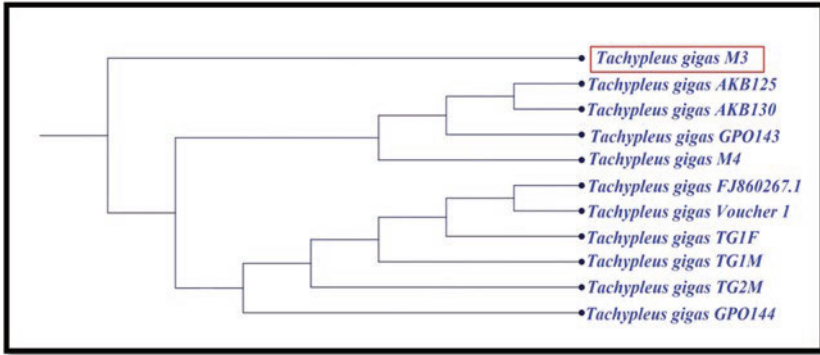 Tachypleus gigas M3
Tachypleus gigas AKB125
Tachypleus gigas AKB130
Tachypleus gigas GPO143
Tachypleus gigas M4
Tachypleus gigas FJ860267.1
Tachypleus gigas Voucher 1
Tachypleus gigas TG1F
Tachypleus gigas TG1M
Tachypleus gigas TG2M
Tachypleus gigas GPO144